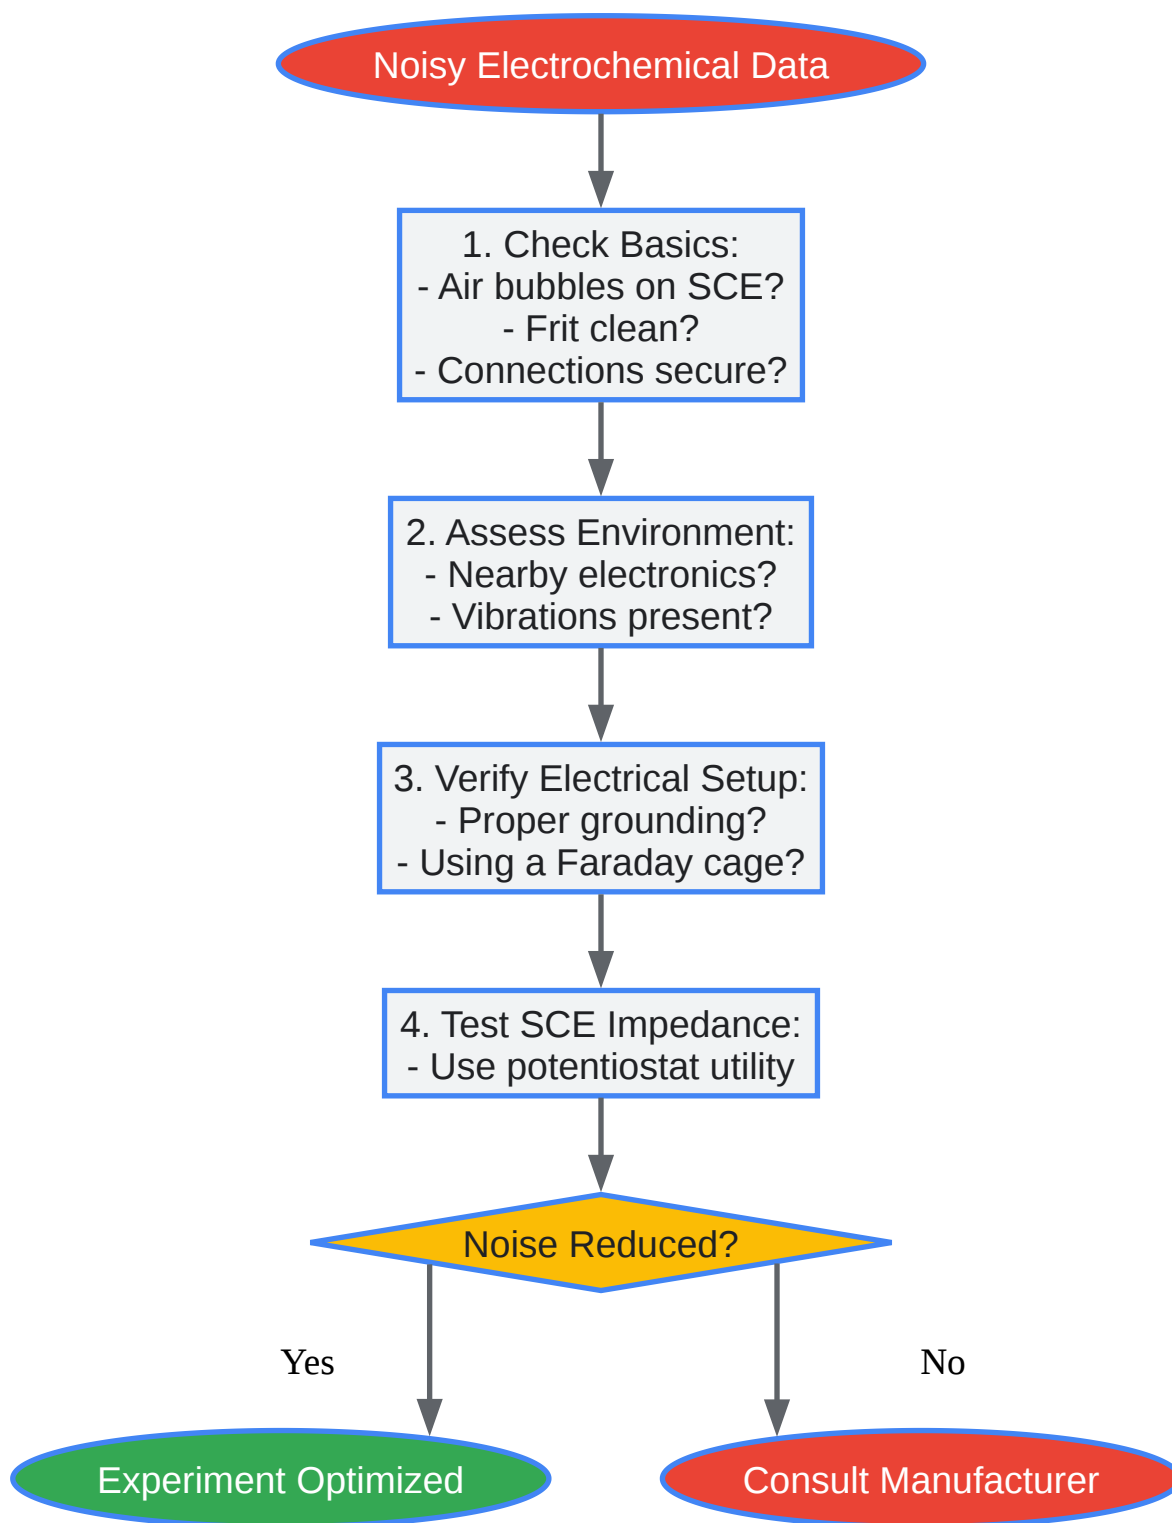 Noisy Electrochemical Data
1. Check Basics:
- Air bubbles on SCE?
- Frit clean?
- Connections secure?
2. Assess Environment:
- Nearby electronics?
- Vibrations present?
3. Verify Electrical Setup:
- Proper grounding?
- Using a Faraday cage?
4. Test SCE Impedance:
- Use potentiostat utility
Noise Reduced?
Yes
No
Experiment Optimized
Consult Manufacturer